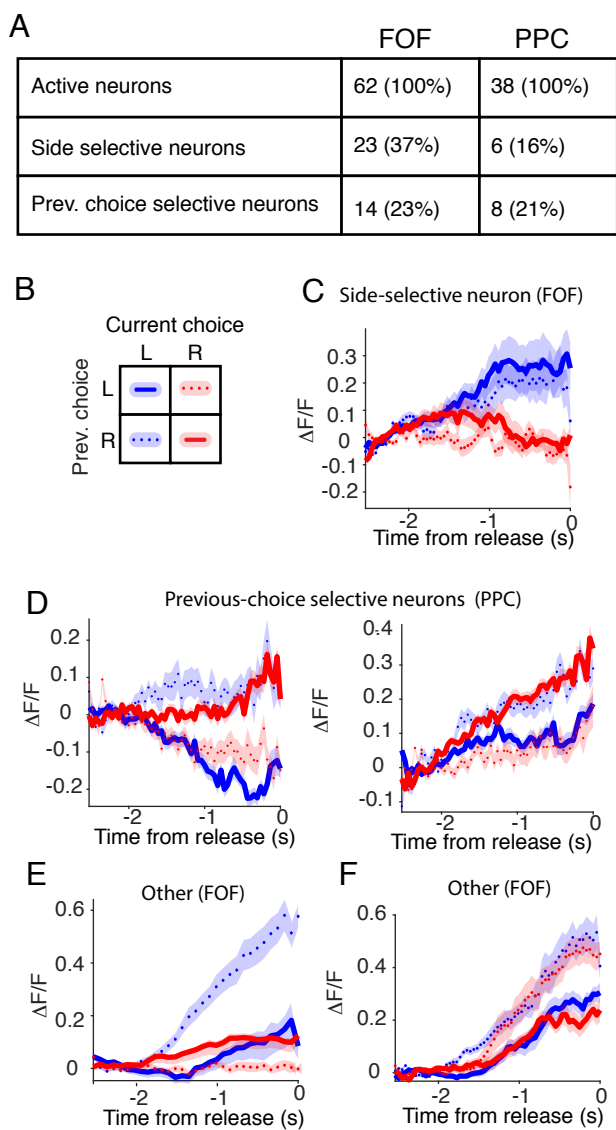 A
FOF PPC
Active neurons 62 (100%) 38 (100%)
Side selective neurons 23 (37%) 6 (16%)
Prev. choice selective neurons 14 (23%) 8 (21%)
B
Current choice
L R
Prev. choice
L
R
C Side-selective neuron (FOF)
ΔF/F
0.3
0.2
0.1
0
-0.1
-0.2
-2 -1 0
Time from release (s)
D Previous-choice selective neurons (PPC)
ΔF/F
0.2
0.1
0
-0.1
-0.2
-2 -1 0
Time from release (s)
ΔF/F
0.4
0.3
0.2
0.1
0
-0.1
-2 -1 0
Time from release (s)
E Other (FOF)
ΔF/F
0.6
0.4
0.2
0
-2 -1 0
Time from release (s)
F Other (FOF)
ΔF/F
0.6
0.4
0.2
0
-2 -1 0
Time from release (s)